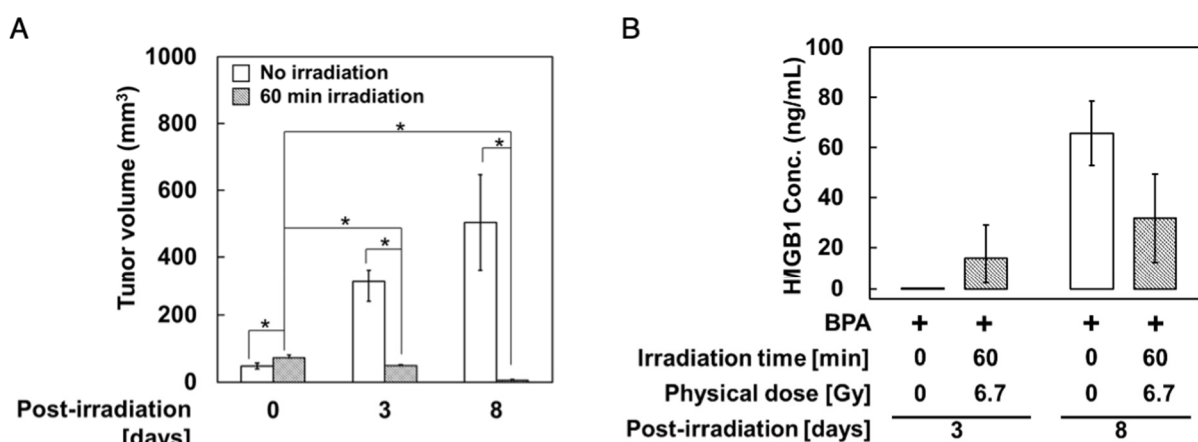 A
1000
800
600
400
200
0
Tunor volume (mm³)
No irradiation
60 min irradiation
*
*
*
*
*
Post-irradiation
[days]
0 3 8
B
100
80
60
40
20
0
HMGB1 Conc. (ng/mL)
BPA + + + +
Irradiation time [min] 0 60 0 60
Physical dose [Gy] 0 6.7 0 6.7
Post-irradiation [days] 3 8